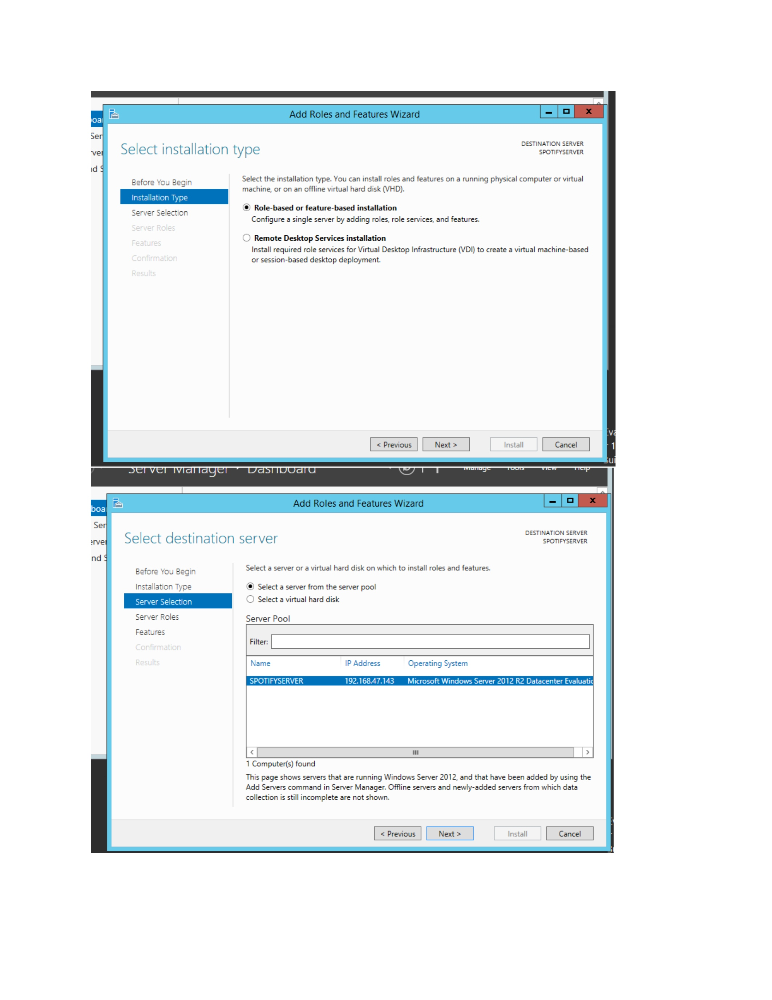 Add Roles and Features Wizard
Select installation type
DESTINATION SERVER
SPOTIFYSERVER
Before You Begin
Installation Type
Server Selection
Server Roles
Features
Confirmation
Results
Select the installation type. You can install roles and features on a running physical computer or virtual
machine, or on an offline virtual hard disk (VHD).
Role-based or feature-based installation
Configure a single server by adding roles, role services, and features.
Remote Desktop Services installation
Install required role services for Virtual Desktop Infrastructure (VDI) to create a virtual machine-based
or session-based desktop deployment.
< Previous
Next >
Install
Cancel
Server Manager
Dashboard
Manage
Tools
View
Help
Add Roles and Features Wizard
Select destination server
DESTINATION SERVER
SPOTIFYSERVER
Before You Begin
Installation Type
Server Selection
Server Roles
Features
Confirmation
Results
Select a server or a virtual hard disk on which to install roles and features.
Select a server from the server pool
Select a virtual hard disk
Server Pool
Filter:
Name IP Address Operating System
SPOTIFYSERVER 192.168.47.143 Microsoft Windows Server 2012 R2 Datacenter Evaluatic
1 Computer(s) found
This page shows servers that are running Windows Server 2012, and that have been added by using the
Add Servers command in Server Manager. Offline servers and newly-added servers from which data
collection is still incomplete are not shown.
< Previous
Next >
Install
Cancel